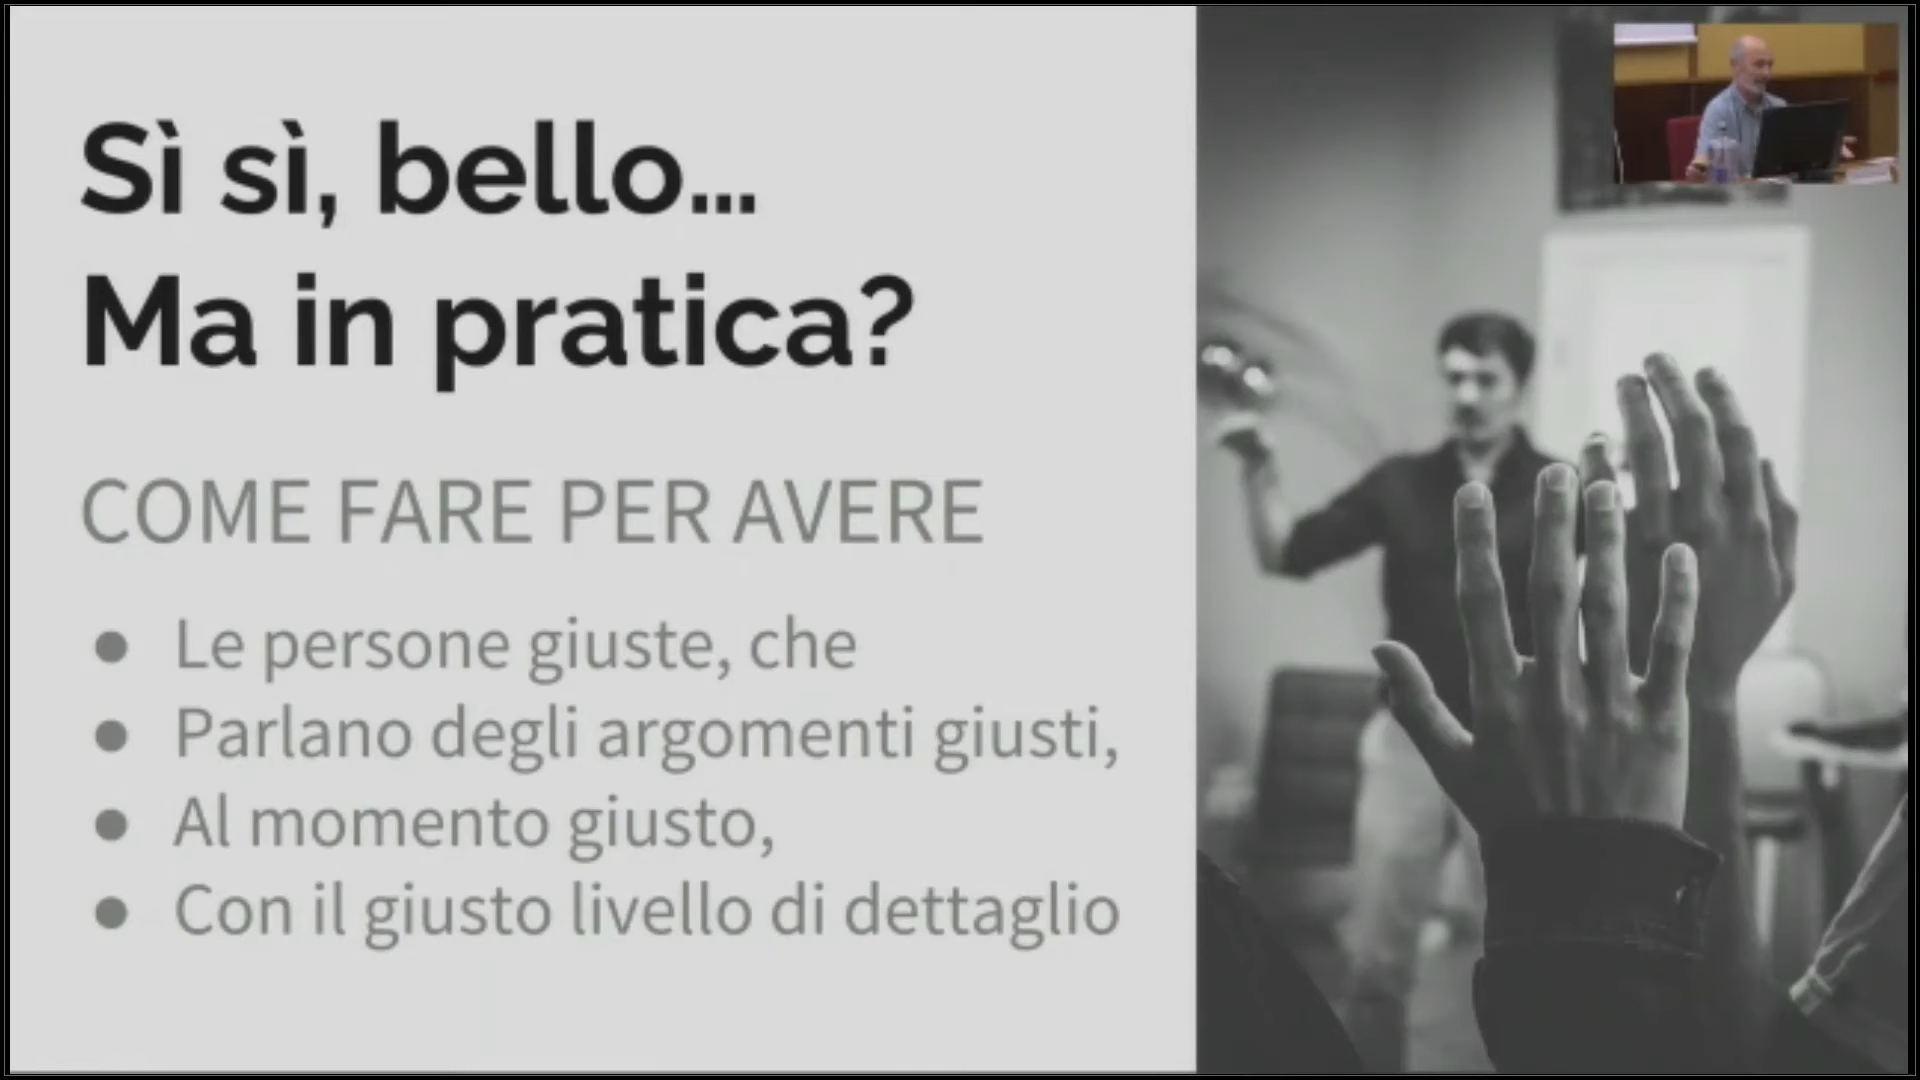 Sì sì, bello...
Ma in pratica?
COME FARE PER AVERE
● Le persone giuste, che
● Parlano degli argomenti giusti,
● Al momento giusto,
● Con il giusto livello di dettaglio